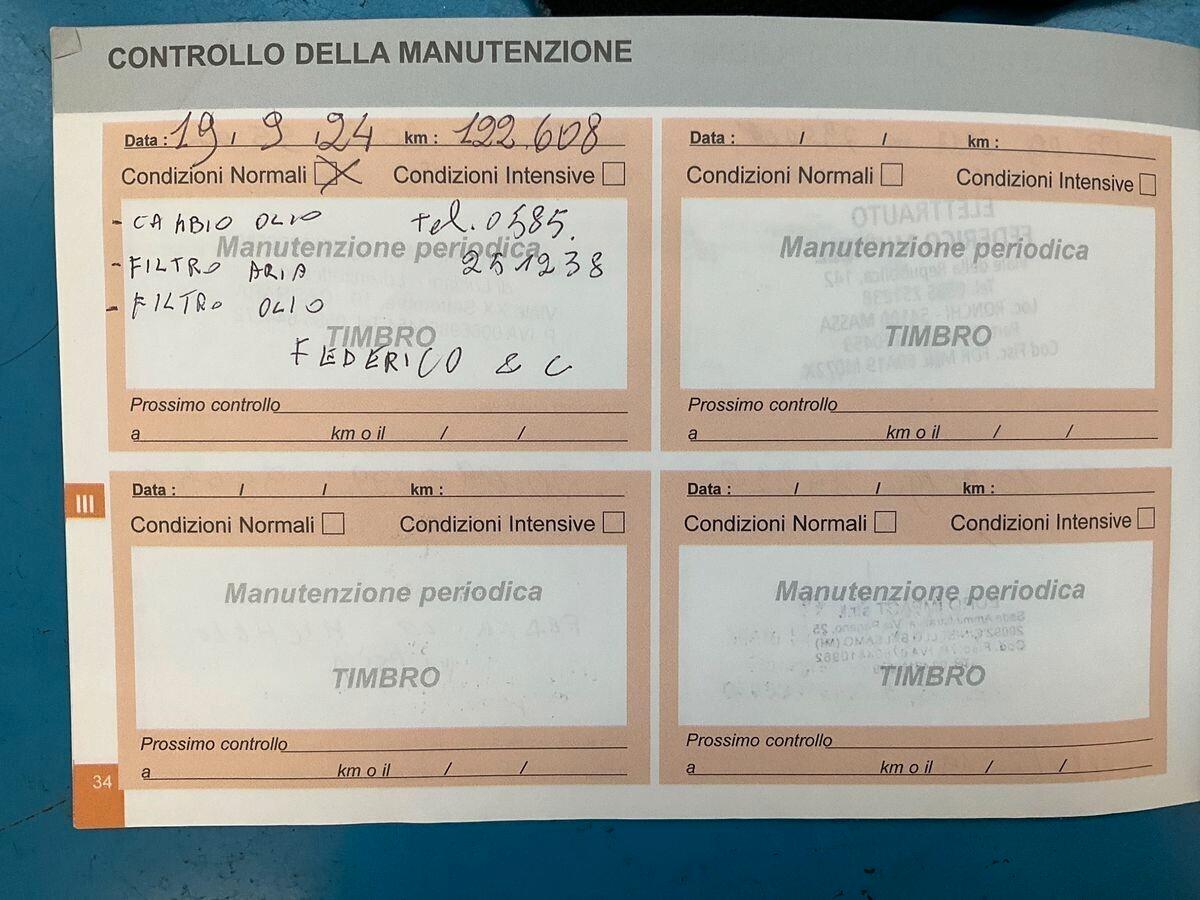 CONTROLLO DELLA MANUTENZIONE
Data : 19 . 9 . 24 km : 122.608
Condizioni Normali X Condizioni Intensive
- CAMBIO OLIO tel. 0585.
Manutenzione periodica
- FILTRO ARIA 251238
- FILTRO OLIO
TIMBRO
FEDERICO & C
Prossimo controllo
a km o il / /
Data : / / km :
Condizioni Normali Condizioni Intensive
Manutenzione periodica
TIMBRO
Prossimo controllo
a km o il / /
III
Data : / / km :
Condizioni Normali Condizioni Intensive
Manutenzione periodica
TIMBRO
Prossimo controllo
a km o il / /
Data : / / km :
Condizioni Normali Condizioni Intensive
Manutenzione periodica
TIMBRO
Prossimo controllo
a km o il / /
34